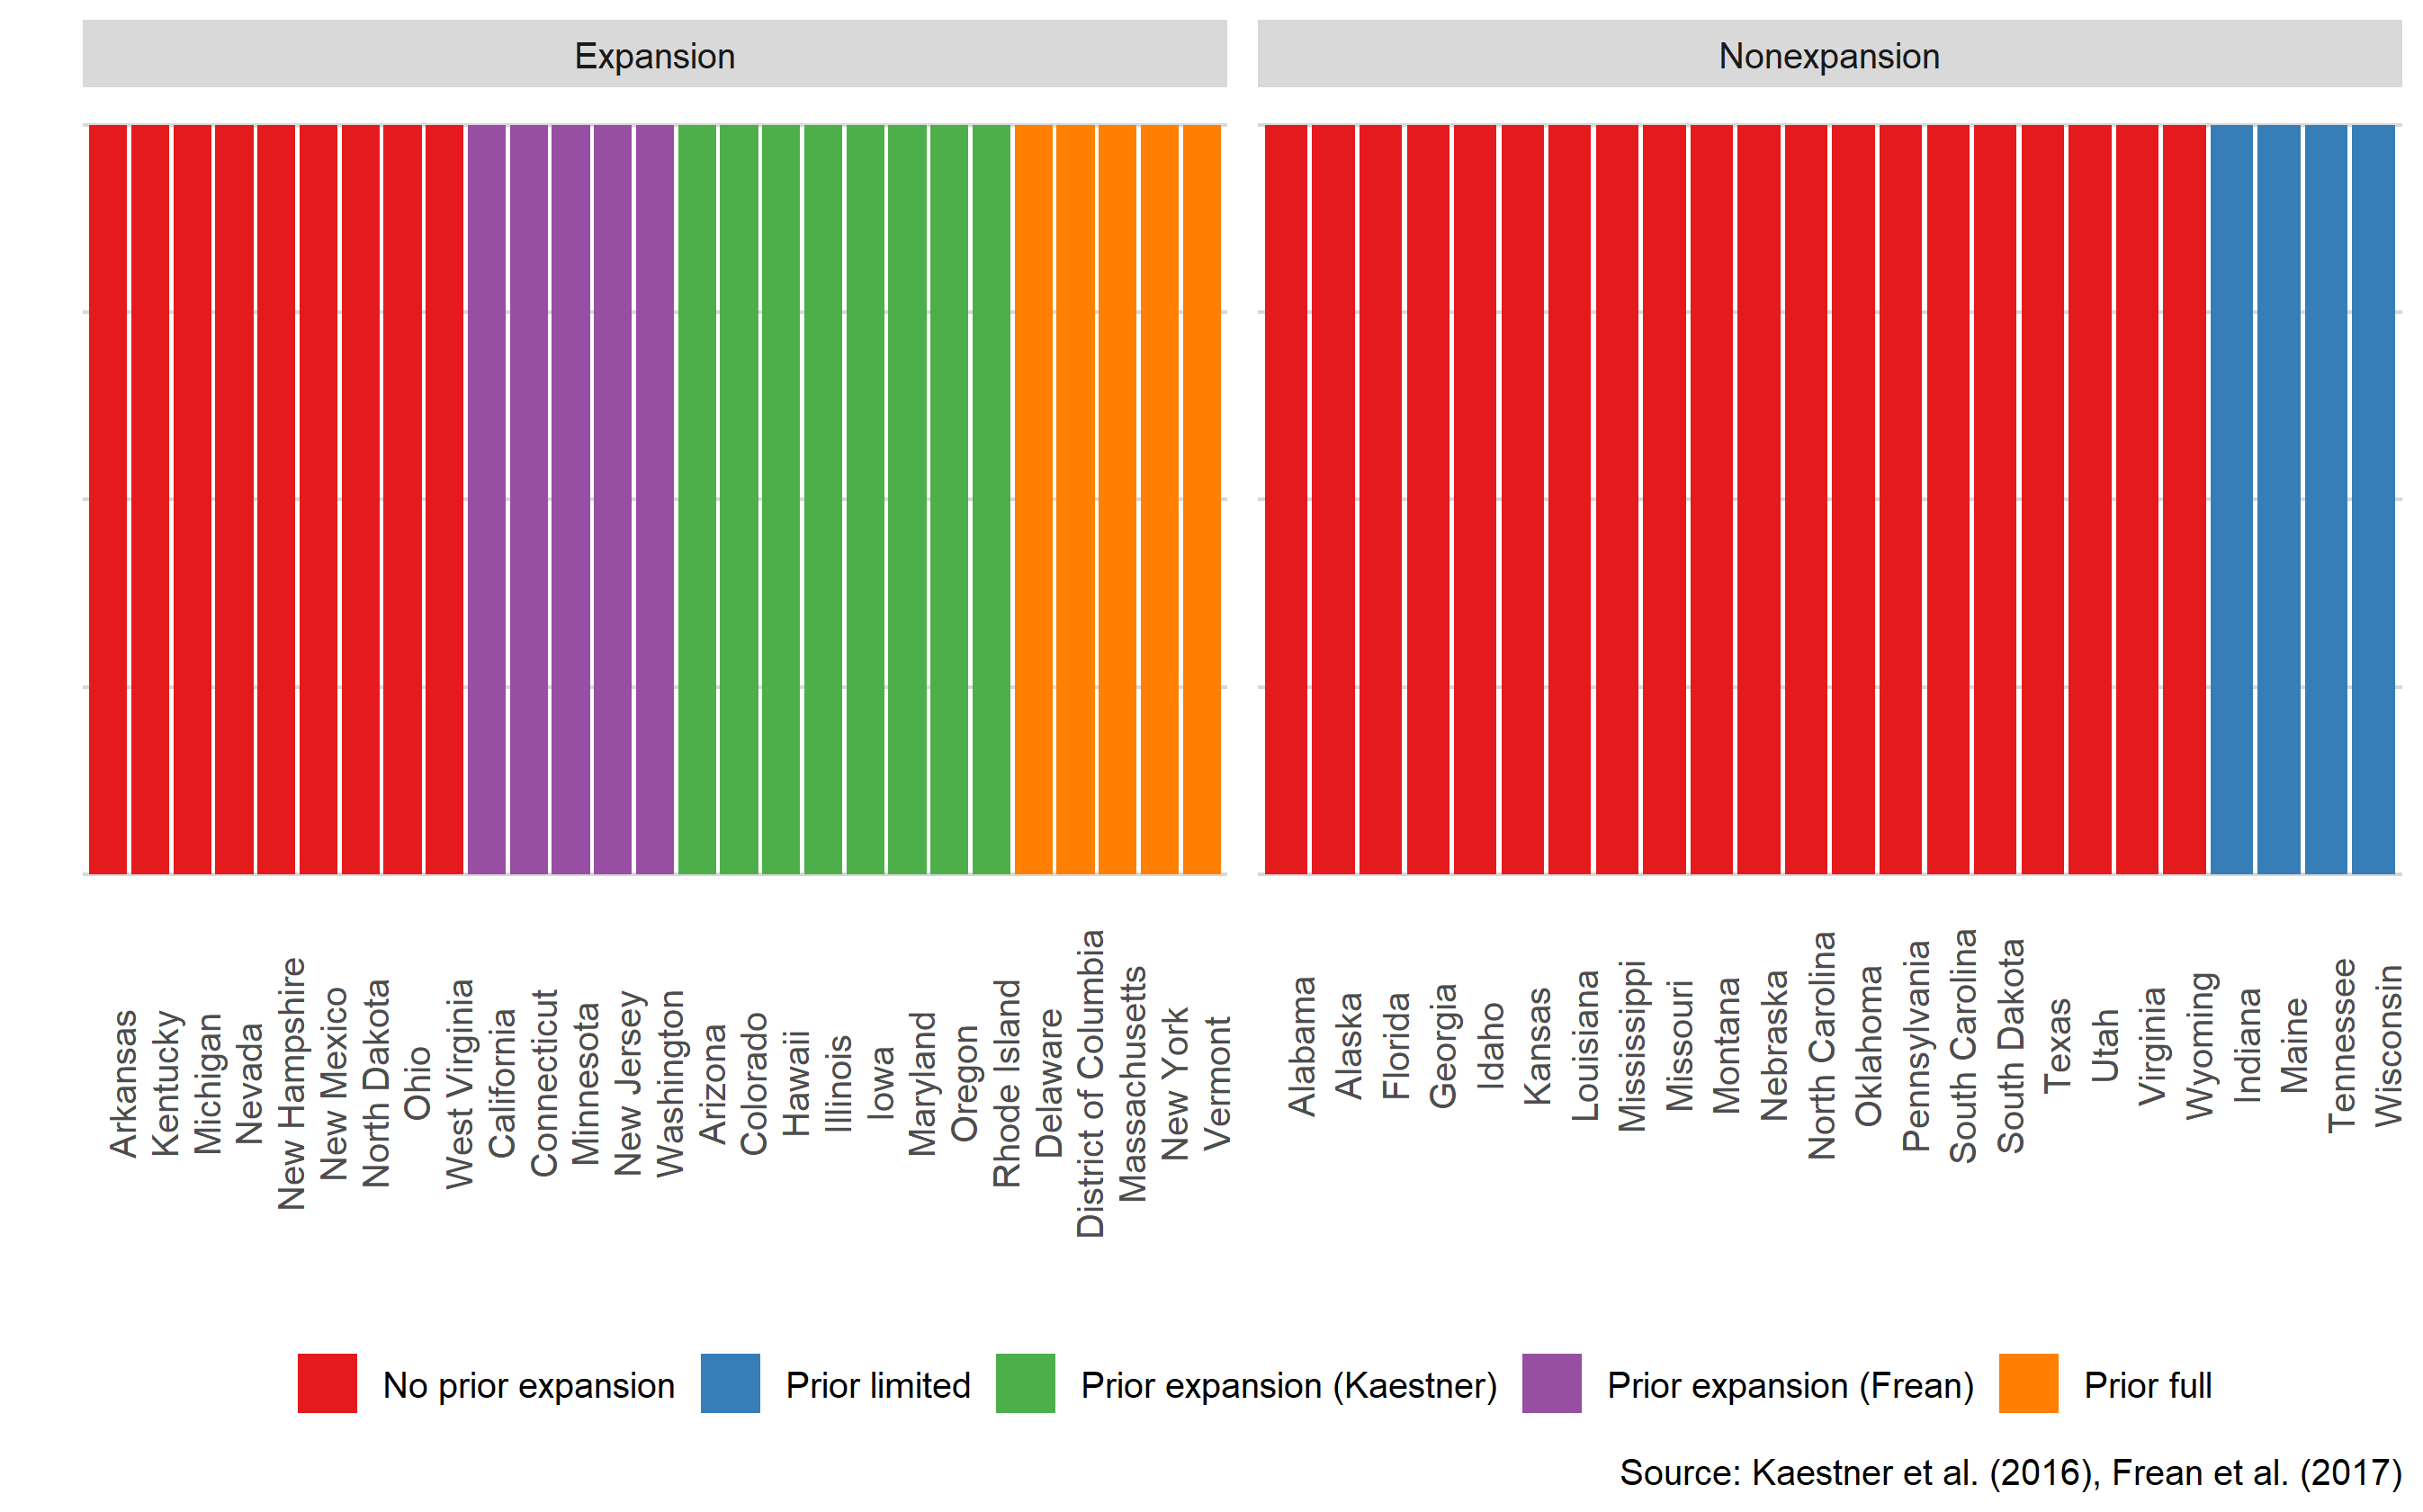 Expansion
Nonexpansion
Arkansas
Kentucky
Michigan
Nevada
New Hampshire
New Mexico
North Dakota
Ohio
West Virginia
California
Connecticut
Minnesota
New Jersey
Washington
Arizona
Colorado
Hawaii
Illinois
Iowa
Maryland
Oregon
Rhode Island
Delaware
District of Columbia
Massachusetts
New York
Vermont
Alabama
Alaska
Florida
Georgia
Idaho
Kansas
Louisiana
Mississippi
Missouri
Montana
Nebraska
North Carolina
Oklahoma
Pennsylvania
South Carolina
South Dakota
Texas
Utah
Virginia
Wyoming
Indiana
Maine
Tennessee
Wisconsin
No prior expansion
Prior limited
Prior expansion (Kaestner)
Prior expansion (Frean)
Prior full
Source: Kaestner et al. (2016), Frean et al. (2017)